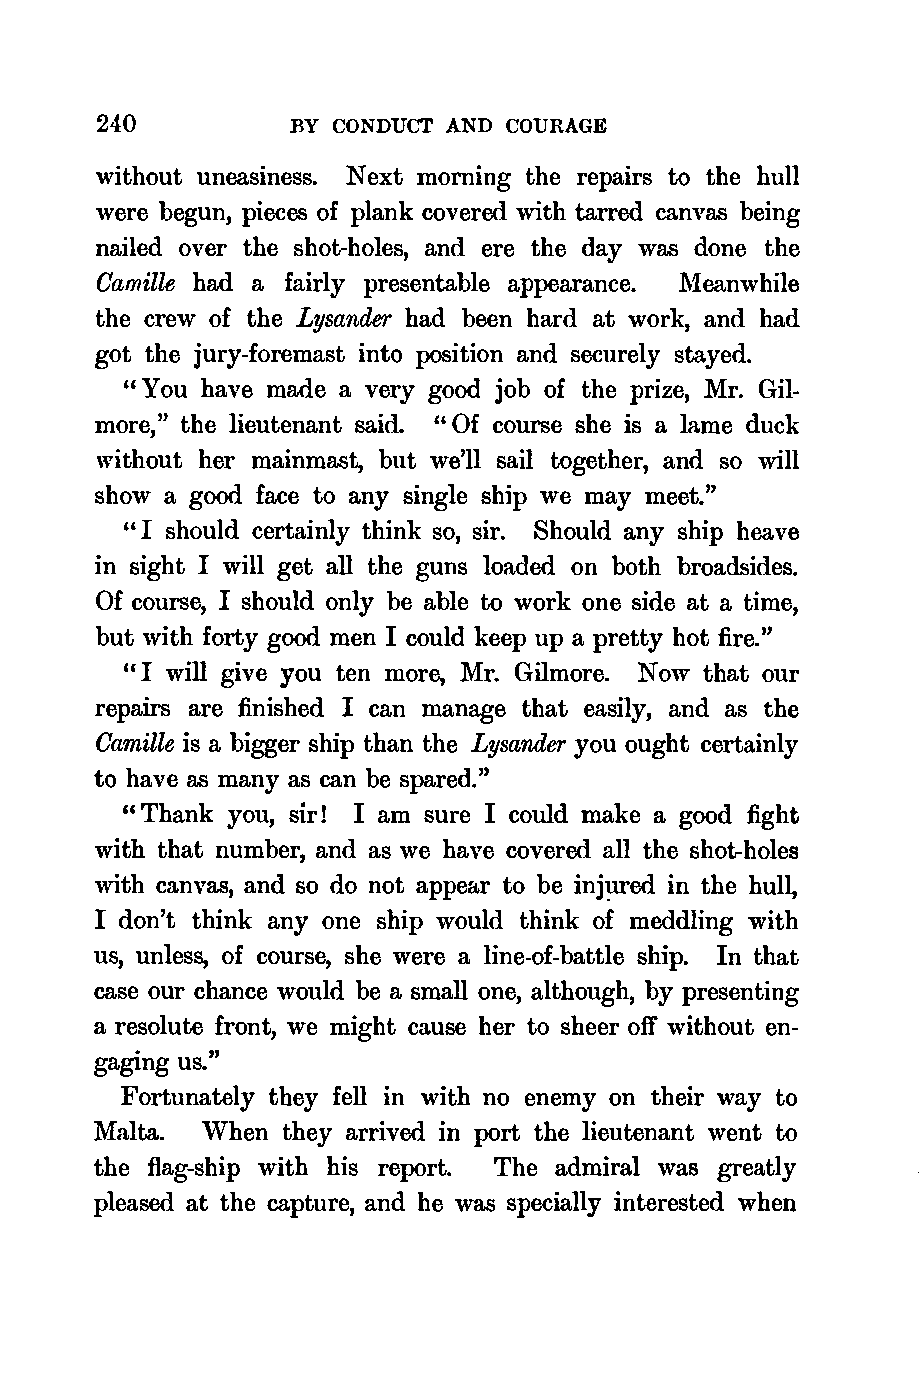 240 BY CONDUCT AND COURAGE
without uneasiness. Next morning the repairs to the hull
were begun, pieces of plank covered with tarred canvas being
nailed over the shot-holes, and ere the day was done the
Camille had a fairly presentable appearance. Meanwhile
the crew of the Lysander had been hard at work, and had
got the jury-foremast into position and securely stayed.
"You have made a very good job of the prize, Mr. Gil-
more," the lieutenant said. "Of course she is a lame duck
without her mainmast, but we'll sail together, and so will
show a good face to any single ship we may meet."
"I should certainly think so, sir. Should any ship heave
in sight I will get all the guns loaded on both broadsides.
Of course, I should only be able to work one side at a time,
but with forty good men I could keep up a pretty hot fire."
"I will give you ten more, Mr. Gilmore. Now that our
repairs are finished I can manage that easily, and as the
Camille is a bigger ship than the Lysander you ought certainly
to have as many as can be spared."
"Thank you, sir! I am sure I could make a good fight
with that number, and as we have covered all the shot-holes
with canvas, and so do not appear to be injured in the hull,
I don't think any one ship would think of meddling with
us, unless, of course, she were a line-of-battle ship. In that
case our chance would be a small one, although, by presenting
a resolute front, we might cause her to sheer off without en-
gaging us."
Fortunately they fell in with no enemy on their way to
Malta. When they arrived in port the lieutenant went to
the flag-ship with his report. The admiral was greatly
pleased at the capture, and he was specially interested when